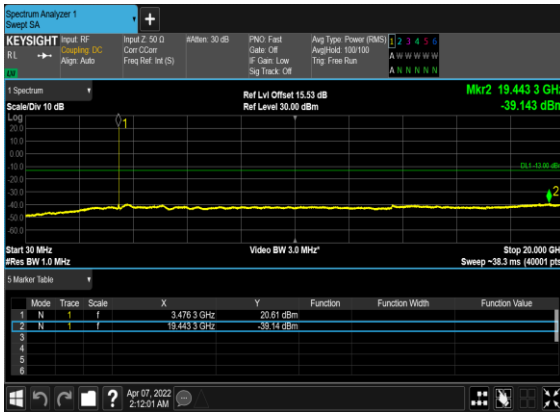 Spectrum Analyzer 1
Swept SA
KEYSIGHT Input: RF Input Z: 50 Ω #Atten: 30 dB PNO: Fast Avg Type: Power (RMS) 1 2 3 4 5 6
RL Coupling: DC Corr CCorr Gate: Off Avg|Hold: 100/100 A W W W W W
Align: Auto Freq Ref: Int (S) IF Gain: Low Trig: Free Run
LW Sig Track: Off A N N N N N
1 Spectrum Ref Lvl Offset 15.53 dB Mkr2 19.443 3 GHz
Scale/Div 10 dB Ref Level 30.00 dBm -39.143 dBm
Log
20.0
10.0
0.00
-10.0
DL1 -13.00 dBm
-20.0
-30.0
-40.0
-50.0
-60.0
1
2
Start 30 MHz Video BW 3.0 MHz* Stop 20.000 GHz
#Res BW 1.0 MHz Sweep ~38.3 ms (40001 pts)
5 Marker Table
Mode Trace Scale X Y Function Function Width Function Value
1 N 1 f 3.476 3 GHz 20.61 dBm
2 N 1 f 19.443 3 GHz -39.14 dBm
3
4
5
6
Apr 07, 2022
2:12:01 AM